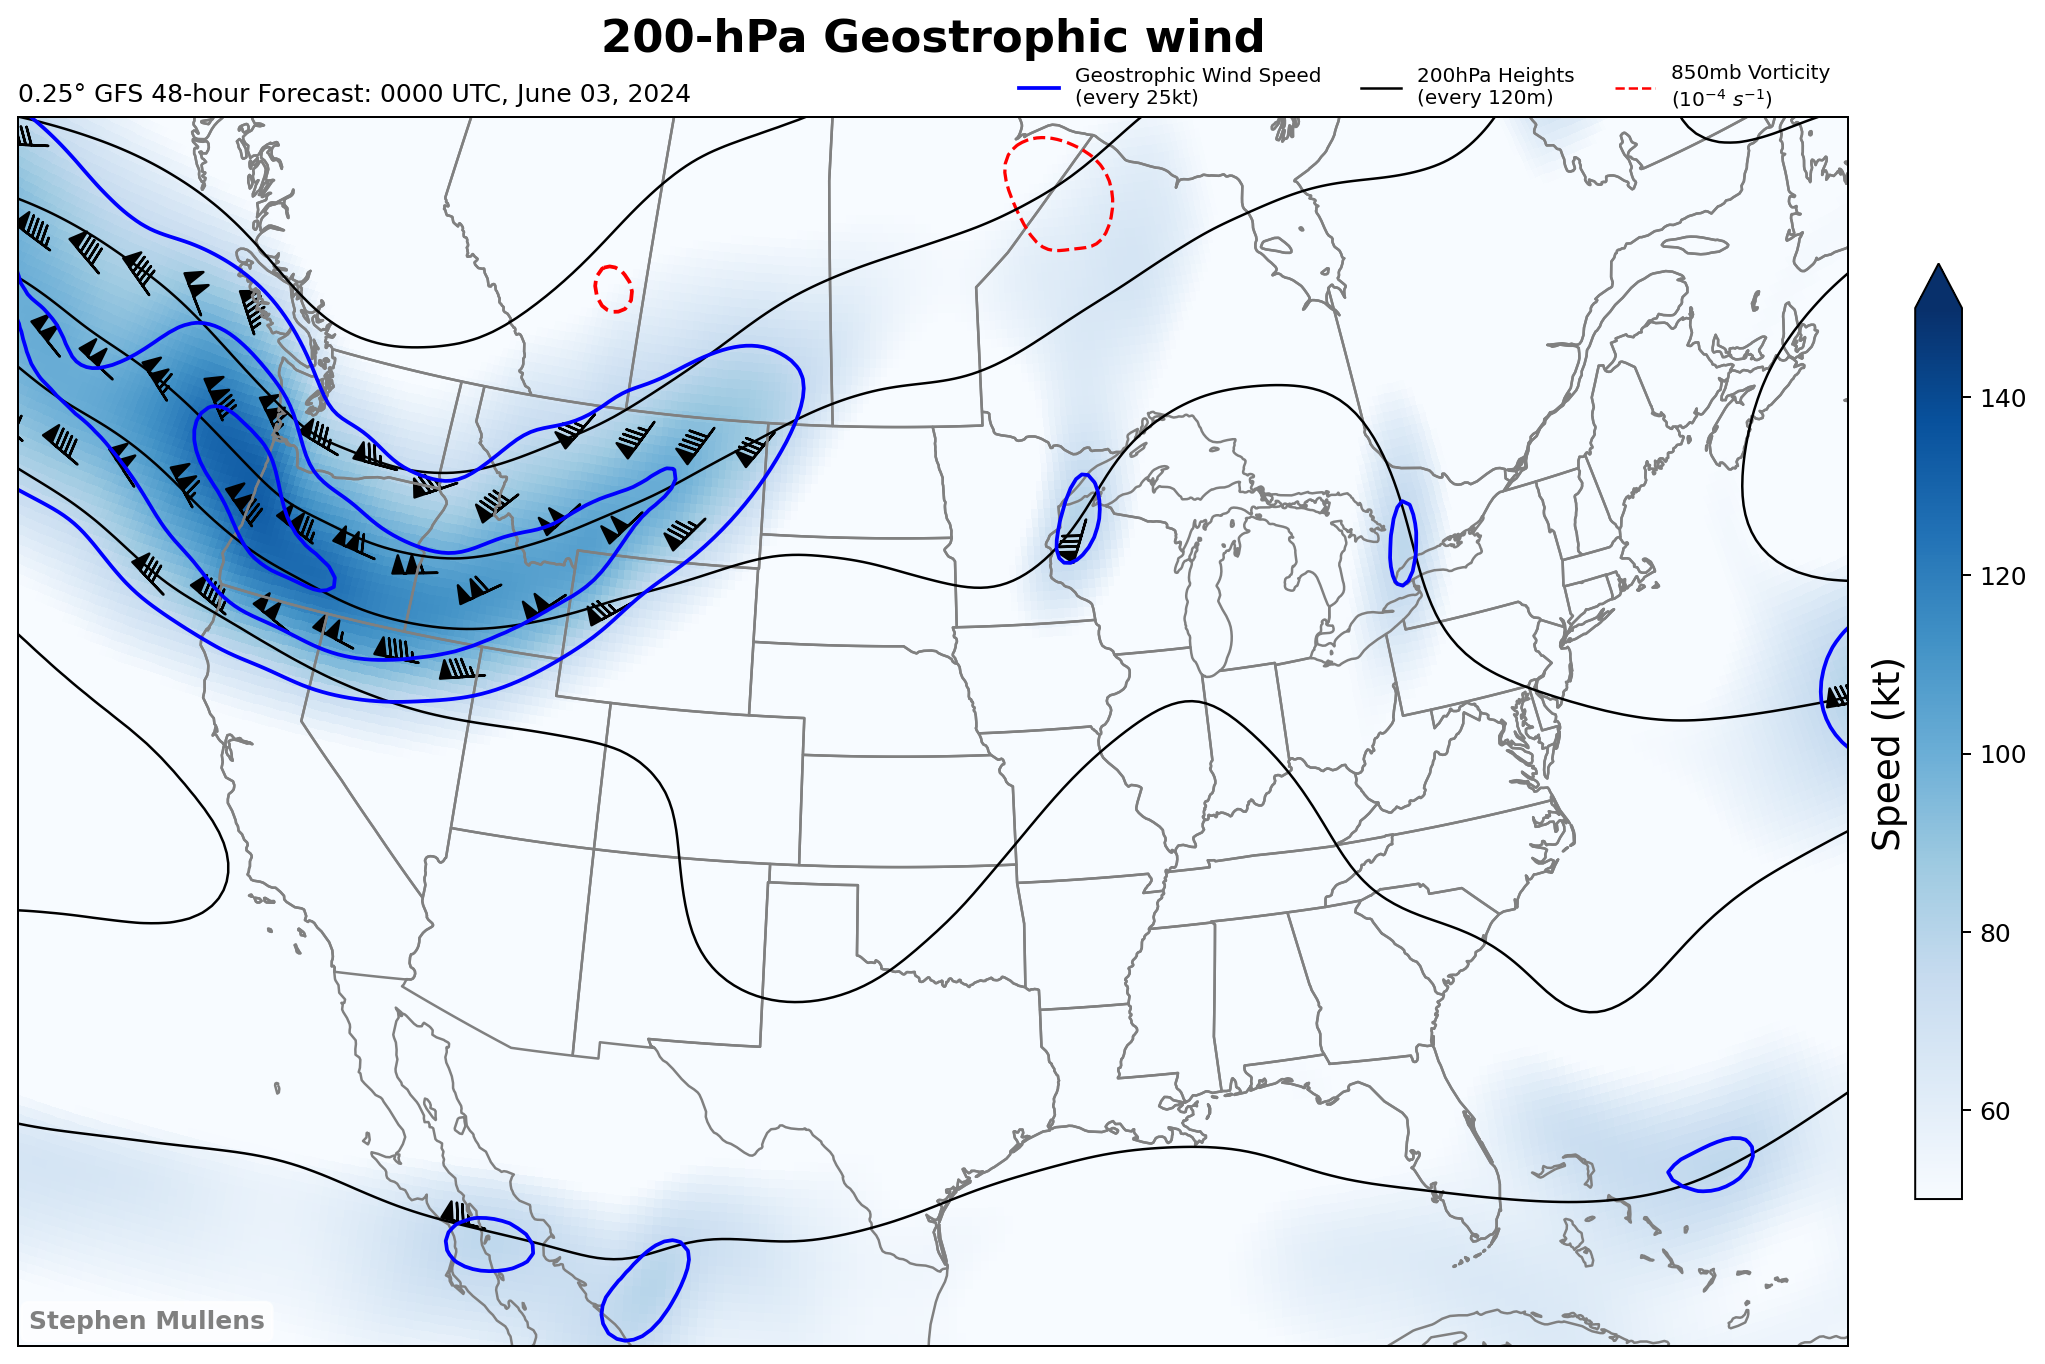 200-hPa Geostrophic wind
0.25° GFS 48-hour Forecast: 0000 UTC, June 03, 2024
Geostrophic Wind Speed
(every 25kt)
200hPa Heights
(every 120m)
850mb Vorticity
(10⁻⁴ s⁻¹)
140
120
100
80
60
Speed (kt)
Stephen Mullens